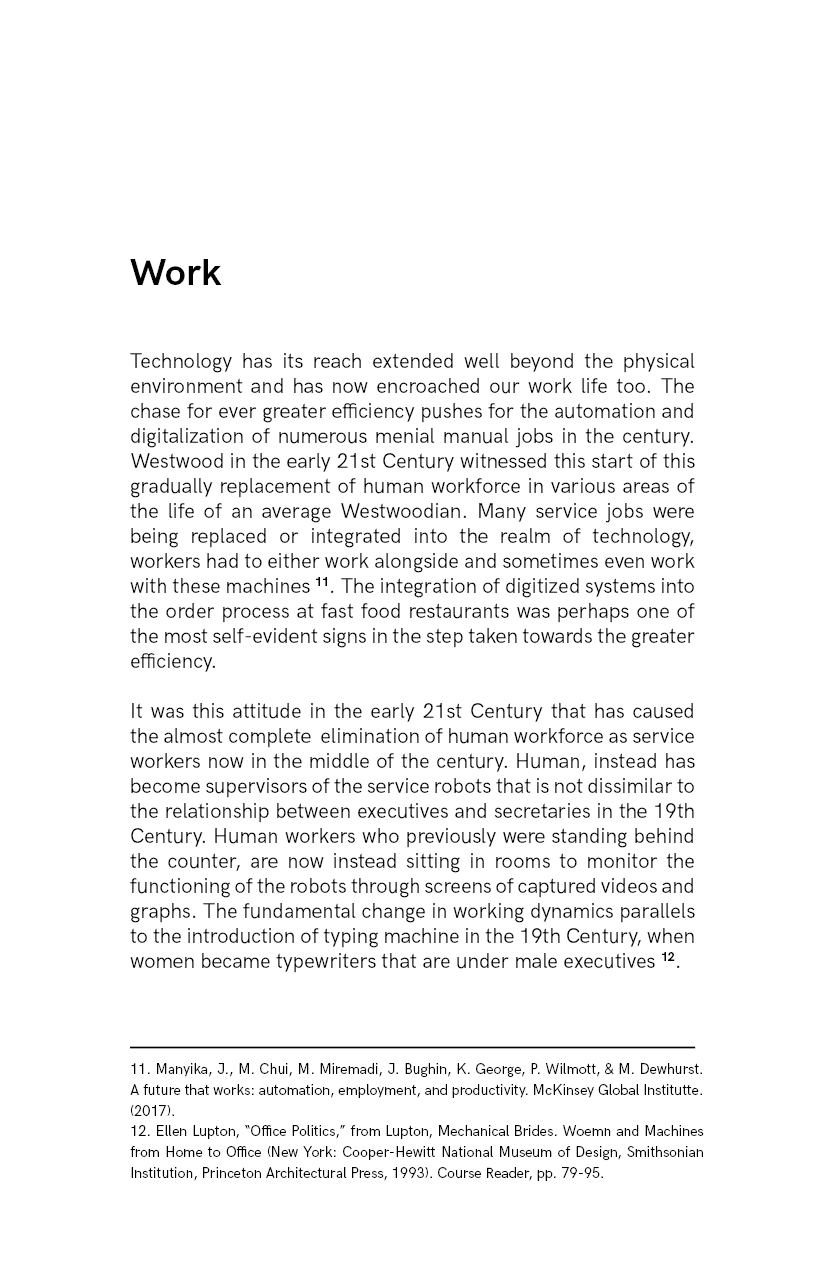 Work
Technology has its reach extended well beyond the physical
environment and has now encroached our work life too. The
chase for ever greater efficiency pushes for the automation and
digitalization of numerous menial manual jobs in the century.
Westwood in the early 21st Century witnessed this start of this
gradually replacement of human workforce in various areas of
the life of an average Westwoodian. Many service jobs were
being replaced or integrated into the realm of technology,
workers had to either work alongside and sometimes even work
with these machines 11. The integration of digitized systems into
the order process at fast food restaurants was perhaps one of
the most self-evident signs in the step taken towards the greater
efficiency.
It was this attitude in the early 21st Century that has caused
the almost complete elimination of human workforce as service
workers now in the middle of the century. Human, instead has
become supervisors of the service robots that is not dissimilar to
the relationship between executives and secretaries in the 19th
Century. Human workers who previously were standing behind
the counter, are now instead sitting in rooms to monitor the
functioning of the robots through screens of captured videos and
graphs. The fundamental change in working dynamics parallels
to the introduction of typing machine in the 19th Century, when
women became typewriters that are under male executives 12.
11. Manyika, J., M. Chui, M. Miremadi, J. Bughin, K. George, P. Wilmott, & M. Dewhurst.
A future that works: automation, employment, and productivity. McKinsey Global Institutte.
(2017).
12. Ellen Lupton, “Office Politics,” from Lupton, Mechanical Brides. Woemn and Machines
from Home to Office (New York: Cooper-Hewitt National Museum of Design, Smithsonian
Institution, Princeton Architectural Press, 1993). Course Reader, pp. 79-95.